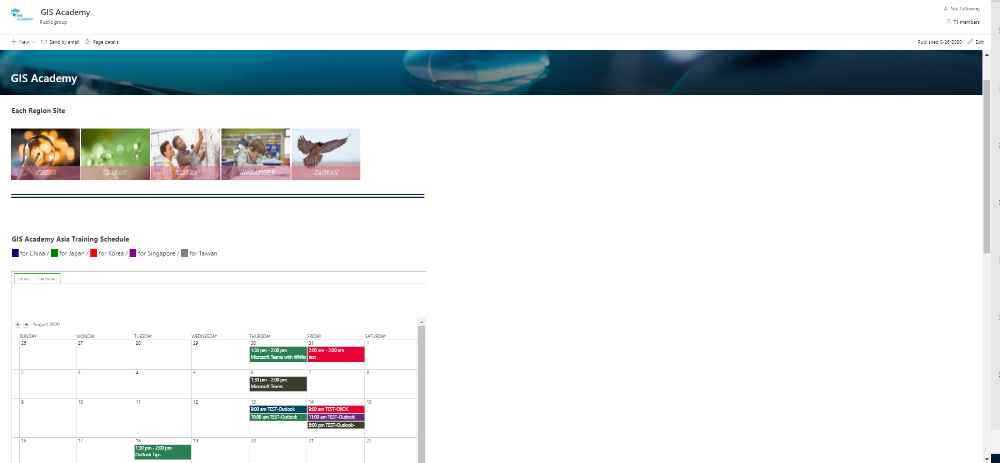 GIS
ACADEMY
GIS Academy
Public group
Not following
71 members
New
Send by email
Page details
Published 8/26/2020
Edit
GIS Academy
Each Region Site
CHINA
JAPAN
KOREA
SINGAPORE
TAIWAN
GIS Academy Asia Training Schedule
for China / for Japan / for Korea / for Singapore / for Taiwan
EVENTS CALENDAR
August 2020
SUNDAY MONDAY TUESDAY WEDNESDAY THURSDAY FRIDAY SATURDAY
26 27 28 29 30 31 1
1:30 pm - 2:00 pm
Microsoft Teams with Whilte
2:00 am - 3:00 am
test
2 3 4 5 6 7 8
1:30 pm - 2:00 pm
Microsoft Teams
9 10 11 12 13 14 15
9:00 am TEST-Outlook
10:00 am TEST-Outlook
9:00 am TEST-OKOK
11:00 am TEST-Outlook
6:00 pm TEST-Outlook-
16 17 18 19 20 21 22
1:30 pm - 2:00 pm
Outlook Tips